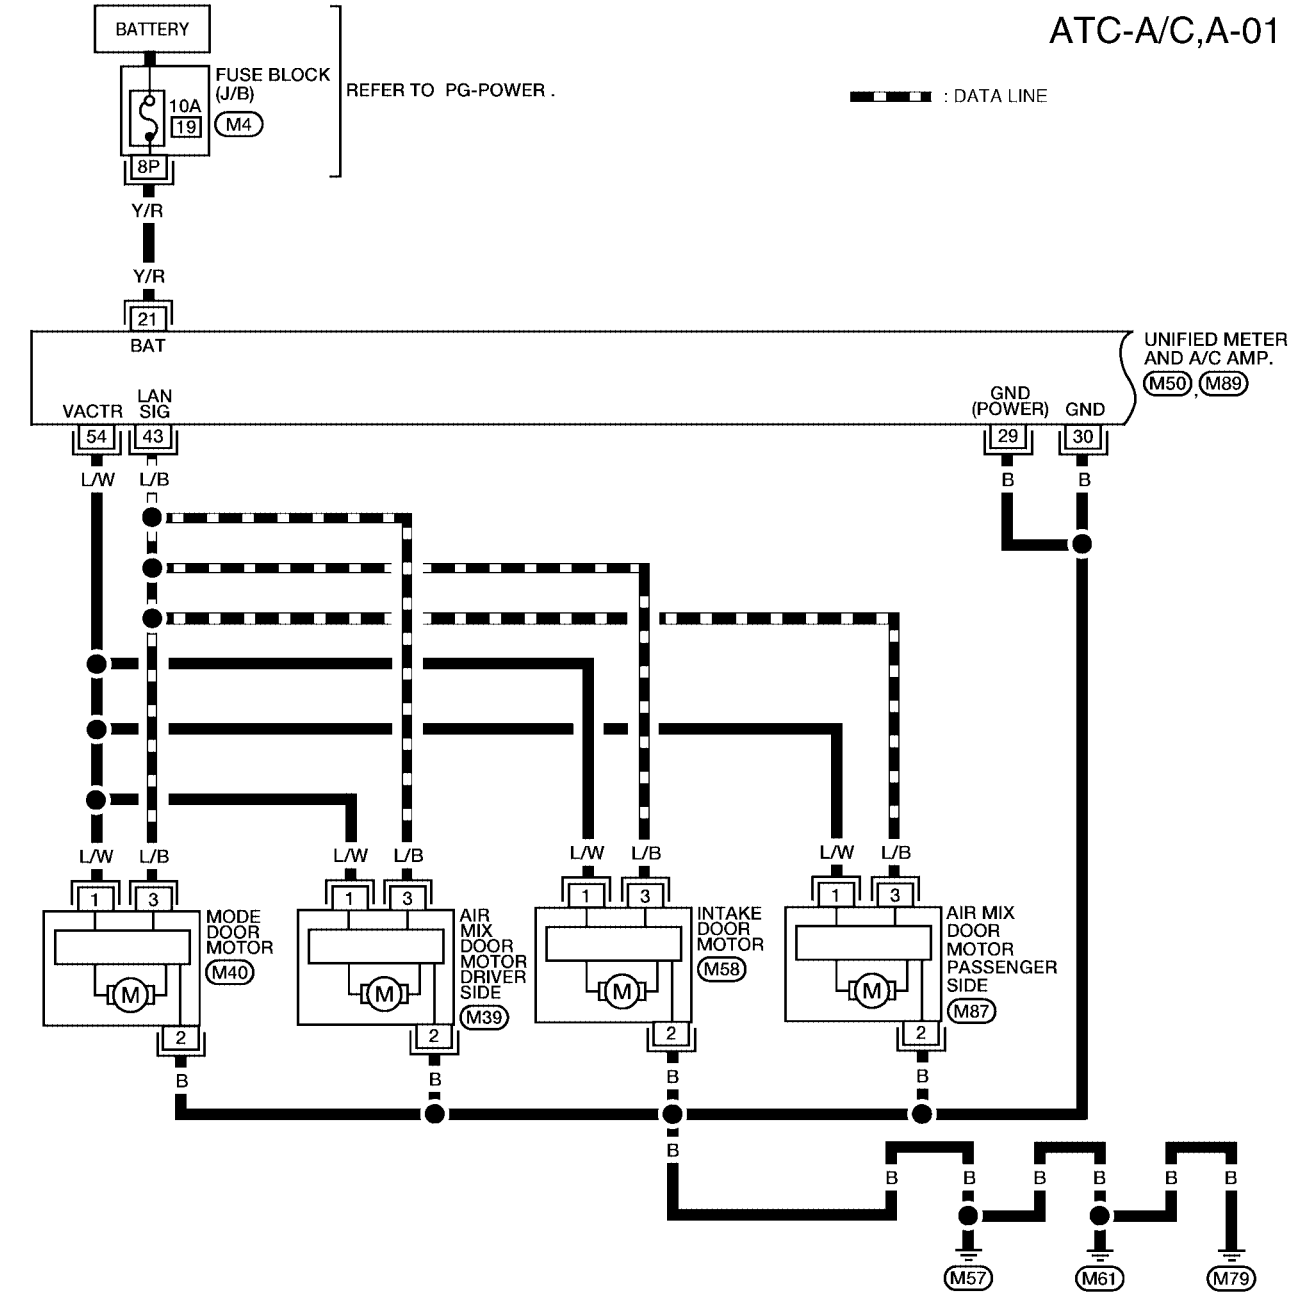 BATTERY
ATC-A/C,A-01
FUSE BLOCK
(J/B)
10A
19
M4
REFER TO PG-POWER .
: DATA LINE
8P
Y/R
Y/R
21
BAT
UNIFIED METER
AND A/C AMP.
M50 , M89
VACTR
LAN
SIG
GND
(POWER)
GND
54
43
29
30
L/W
L/B
B
B
L/W
L/B
L/W
L/B
L/W
L/B
L/W
L/B
1
3
1
3
1
3
1
3
MODE
DOOR
MOTOR
M40
AIR
MIX
DOOR
MOTOR
DRIVER
SIDE
M39
INTAKE
DOOR
MOTOR
M58
AIR MIX
DOOR
MOTOR
PASSENGER
SIDE
M87
M
M
M
M
2
2
2
2
B
B
B
B
B
B
B
B
B
B
B
M57
M61
M79